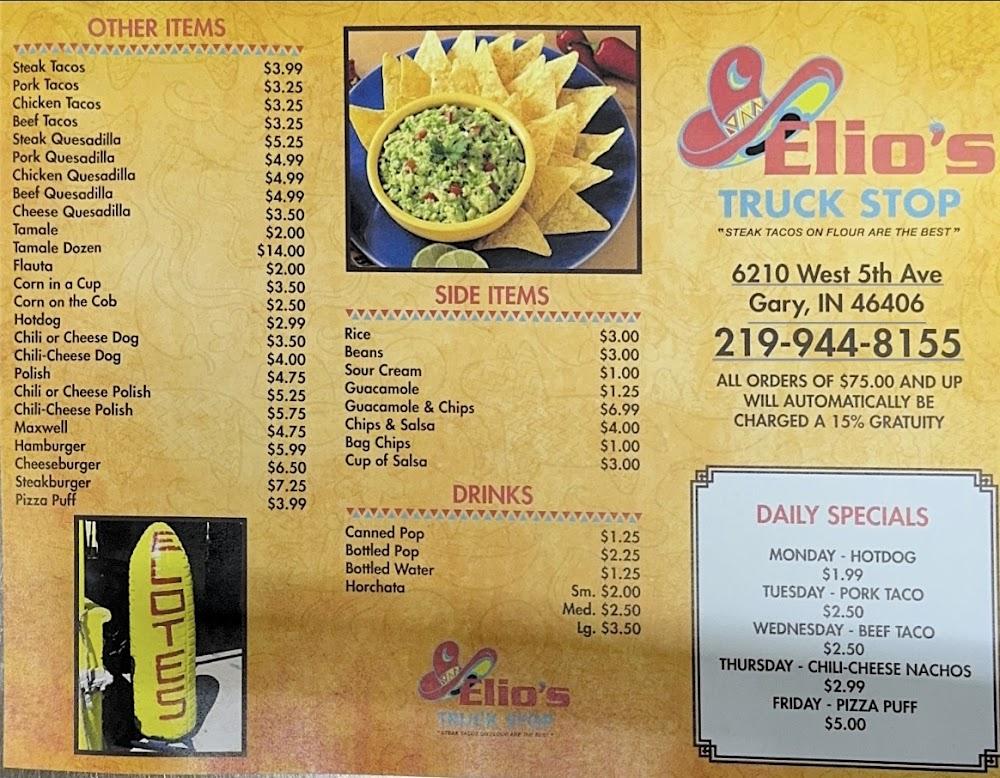 OTHER ITEMS
Steak Tacos $3.99
Pork Tacos $3.25
Chicken Tacos $3.25
Beef Tacos $3.25
Steak Quesadilla $5.25
Pork Quesadilla $4.99
Chicken Quesadilla $4.99
Beef Quesadilla $4.99
Cheese Quesadilla $3.50
Tamale $2.00
Tamale Dozen $14.00
Flauta $2.00
Corn in a Cup $3.50
Corn on the Cob $2.50
Hotdog $2.99
Chili or Cheese Dog $3.50
Chili-Cheese Dog $4.00
Polish $4.75
Chili or Cheese Polish $5.25
Chili-Cheese Polish $5.75
Maxwell $4.75
Hamburger $5.99
Cheeseburger $6.50
Steakburger $7.25
Pizza Puff $3.99
ELOTES
SIDE ITEMS
Rice $3.00
Beans $3.00
Sour Cream $1.00
Guacamole $1.25
Guacamole & Chips $6.99
Chips & Salsa $4.00
Bag Chips $1.00
Cup of Salsa $3.00
DRINKS
Canned Pop $1.25
Bottled Pop $2.25
Bottled Water $1.25
Horchata Sm. $2.00
Med. $2.50
Lg. $3.50
Elio's
TRUCK STOP
"STEAK TACOS ON FLOUR ARE THE BEST"
Elio's
TRUCK STOP
"STEAK TACOS ON FLOUR ARE THE BEST"
6210 West 5th Ave
Gary, IN 46406
219-944-8155
ALL ORDERS OF $75.00 AND UP
WILL AUTOMATICALLY BE
CHARGED A 15% GRATUITY
DAILY SPECIALS
MONDAY - HOTDOG
$1.99
TUESDAY - PORK TACO
$2.50
WEDNESDAY - BEEF TACO
$2.50
THURSDAY - CHILI-CHEESE NACHOS
$2.99
FRIDAY - PIZZA PUFF
$5.00